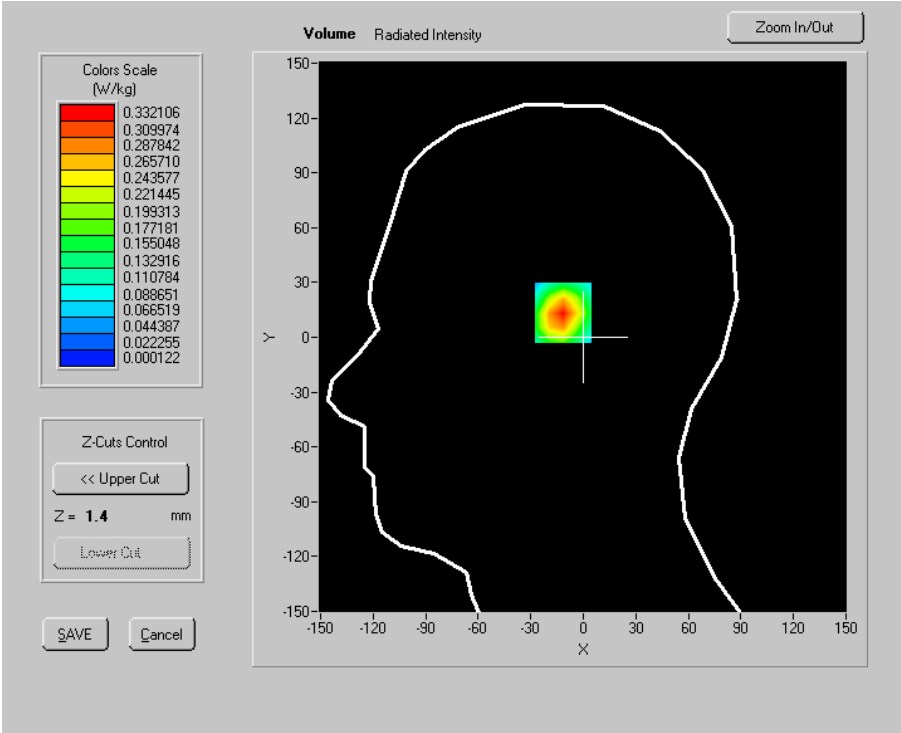 Volume Radiated Intensity
Zoom In/Out
Colors Scale
(W/kg)
0.332106
0.309974
0.287842
0.265710
0.243577
0.221445
0.199313
0.177181
0.155048
0.132916
0.110784
0.088651
0.066519
0.044387
0.022255
0.000122
Z-Cuts Control
<< Upper Cut
Z = 1.4 mm
Lower Cut
SAVE
Cancel
150
120
90
60
30
0
-30
-60
-90
-120
-150
Y
-150 -120 -90 -60 -30 0 30 60 90 120 150
X